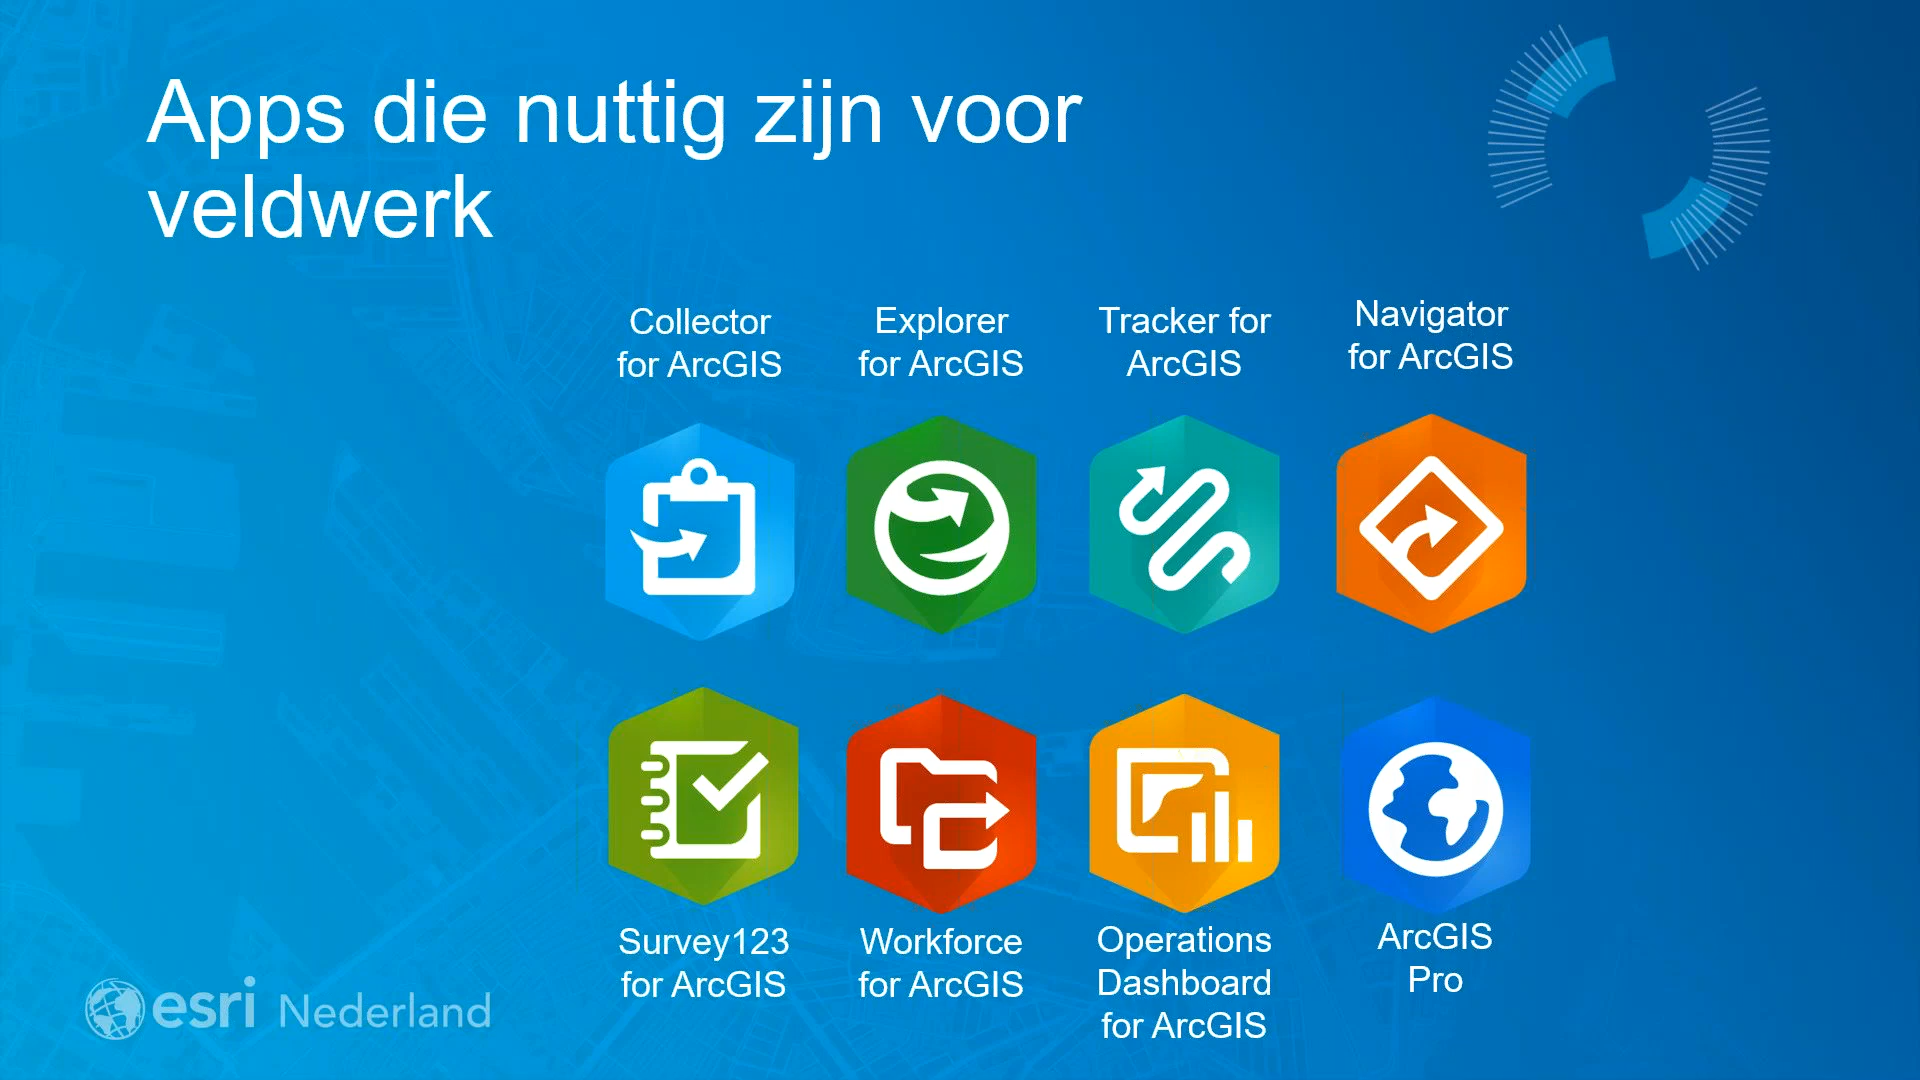 Apps die nuttig zijn voor
veldwerk
Collector
for ArcGIS
Explorer
for ArcGIS
Tracker for
ArcGIS
Navigator
for ArcGIS
Survey123
for ArcGIS
Workforce
for ArcGIS
Operations
Dashboard
for ArcGIS
ArcGIS
Pro
esri Nederland